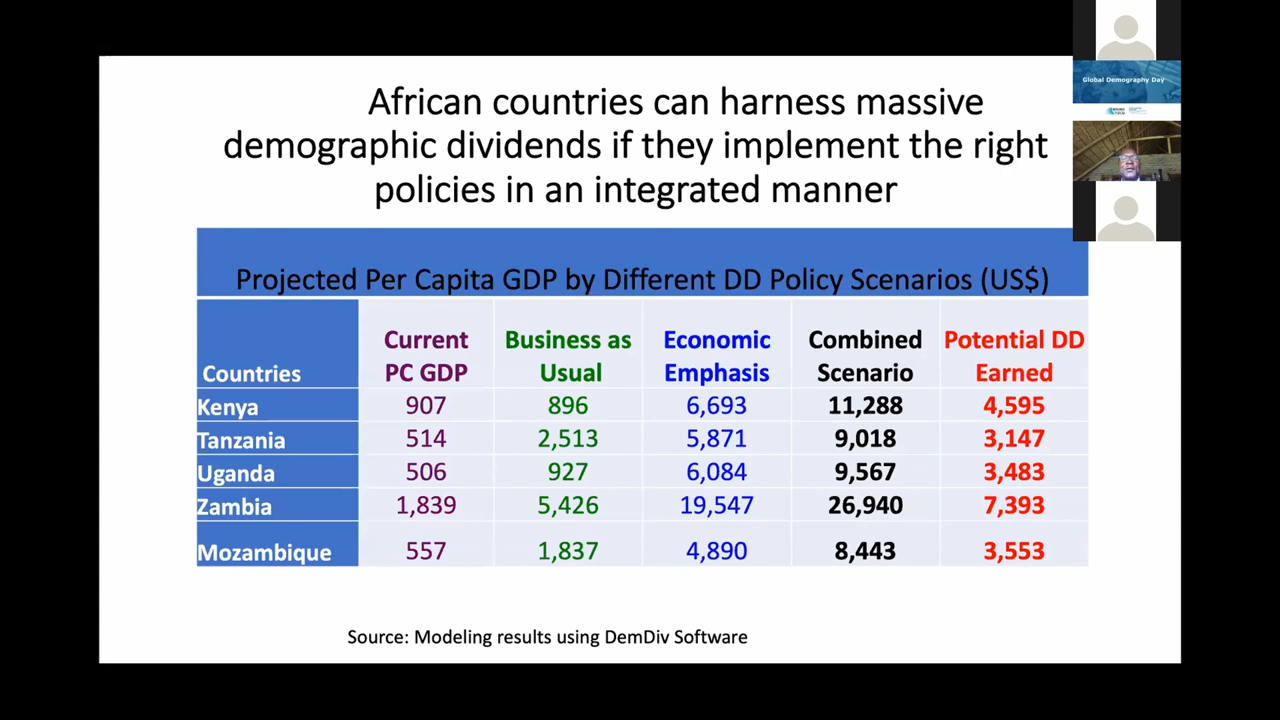 African countries can harness massive
demographic dividends if they implement the right
policies in an integrated manner
Global Demography Day
Projected Per Capita GDP by Different DD Policy Scenarios (US$)
Countries Current PC GDP Business as Usual Economic Emphasis Combined Scenario Potential DD Earned
Kenya 907 896 6,693 11,288 4,595
Tanzania 514 2,513 5,871 9,018 3,147
Uganda 506 927 6,084 9,567 3,483
Zambia 1,839 5,426 19,547 26,940 7,393
Mozambique 557 1,837 4,890 8,443 3,553
Source: Modeling results using DemDiv Software